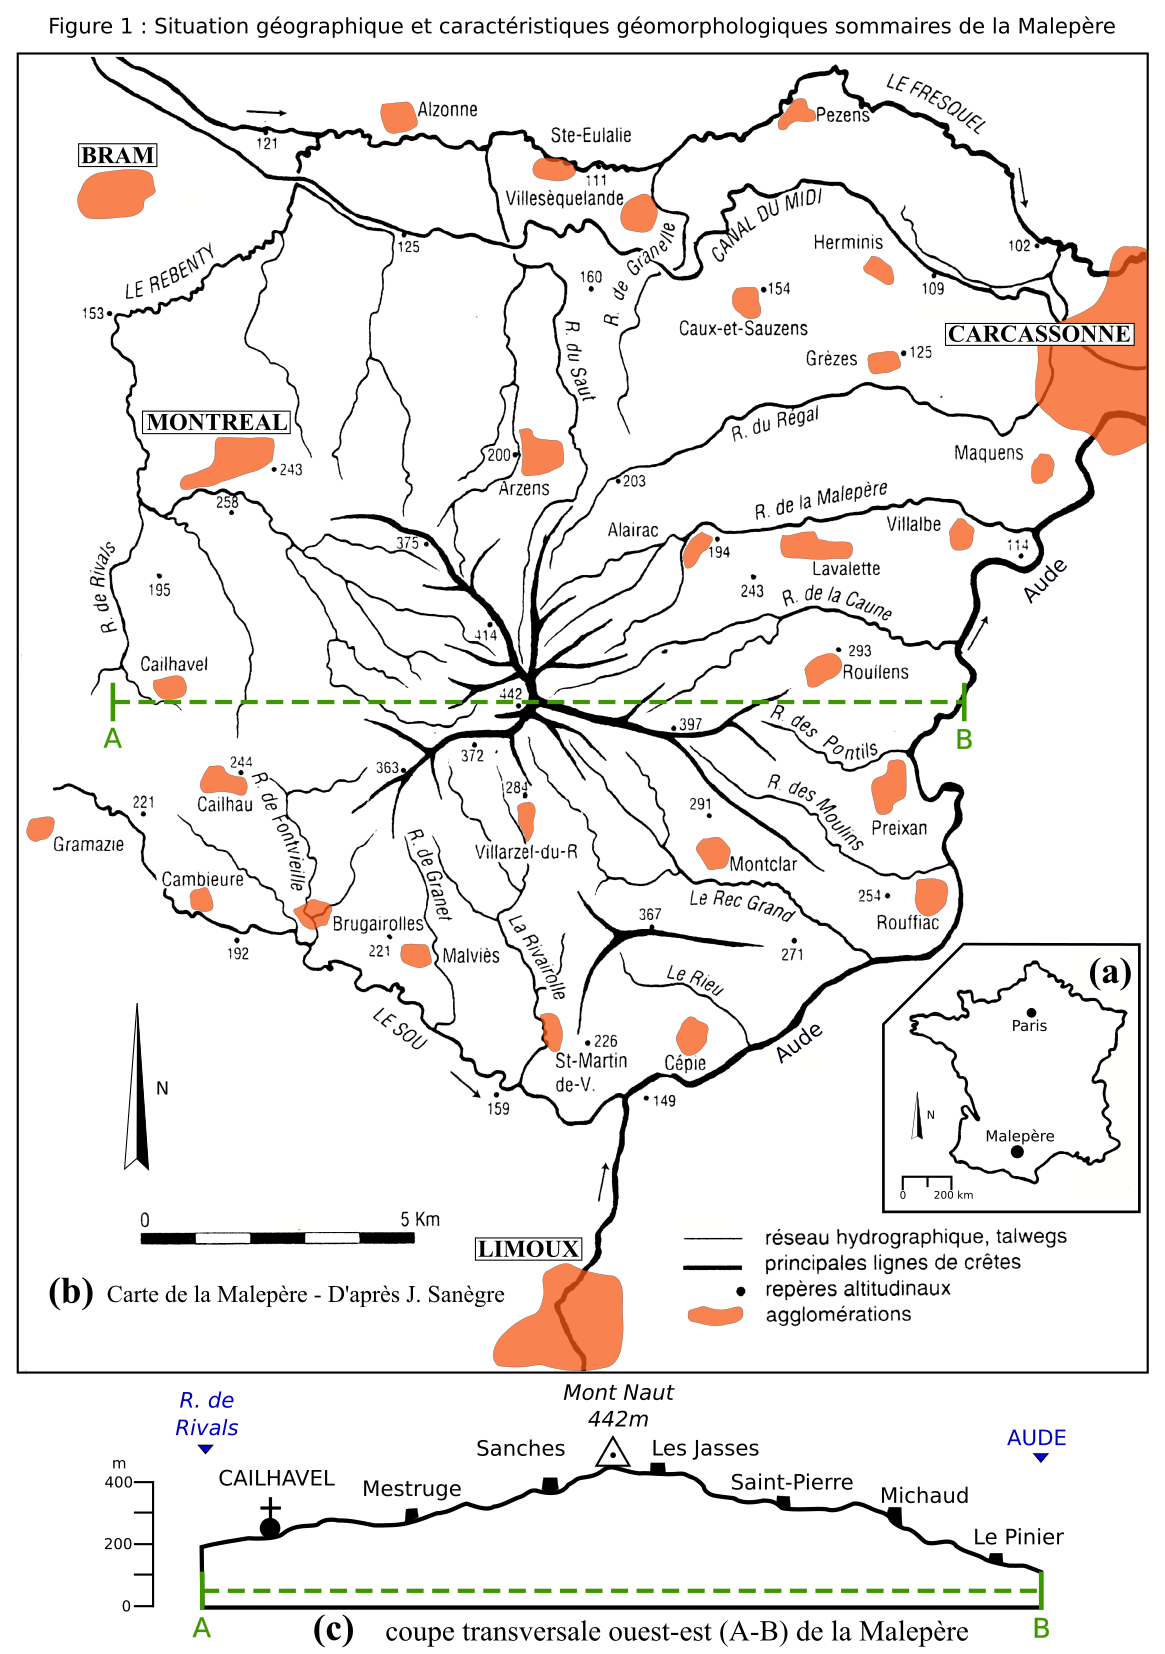 Figure 1 : Situation géographique et caractéristiques géomorphologiques sommaires de la Malepère
LE FRESQUEL
Alzonne
Pezens
121
Ste-Eulalie
BRAM
111
Villesèquelande
CANAL DU MIDI
R. de Granelle
125
Herminis
102
LE REBENTY
160
154
109
153
Caux-et-Sauzens
CARCASSONNE
R. du Saut
Grèzes
125
MONTREAL
R. du Régal
243
200
Maquens
Arzens
203
258
R. de la Malepère
Alairac
Villalbe
375
194
114
Lavalette
R. de Rivals
195
243
Aude
R. de la Caune
414
293
Cailhavel
Roullens
442
A
B
397
R. des Pontils
372
363
244
284
Cailhau
R. de Fontvieille
221
291
R. des Moulins
Preixan
Gramazie
Villarzel-du-R
R. de Granet
Montclar
Cambieure
254
Le Rec Grand
Rouffiac
367
Brugairolles
221
Malviès
192
271
La Rivairolle
Le Rieu
(a)
Paris
LE SOU
226
St-Martin
de-V.
Cépie
Aude
N
159
149
N
Malepère
0 200 km
0 5 Km
LIMOUX
réseau hydrographique, talwegs
principales lignes de crêtes
repères altitudinaux
agglomérations
(b) Carte de la Malepère - D'après J. Sanègre
R. de
Rivals
Mont Naut
442m
AUDE
Sanches
Les Jasses
m
400
CAILHAVEL
Mestruge
Saint-Pierre
Michaud
200
Le Pinier
0
A
B
(c) coupe transversale ouest-est (A-B) de la Malepère